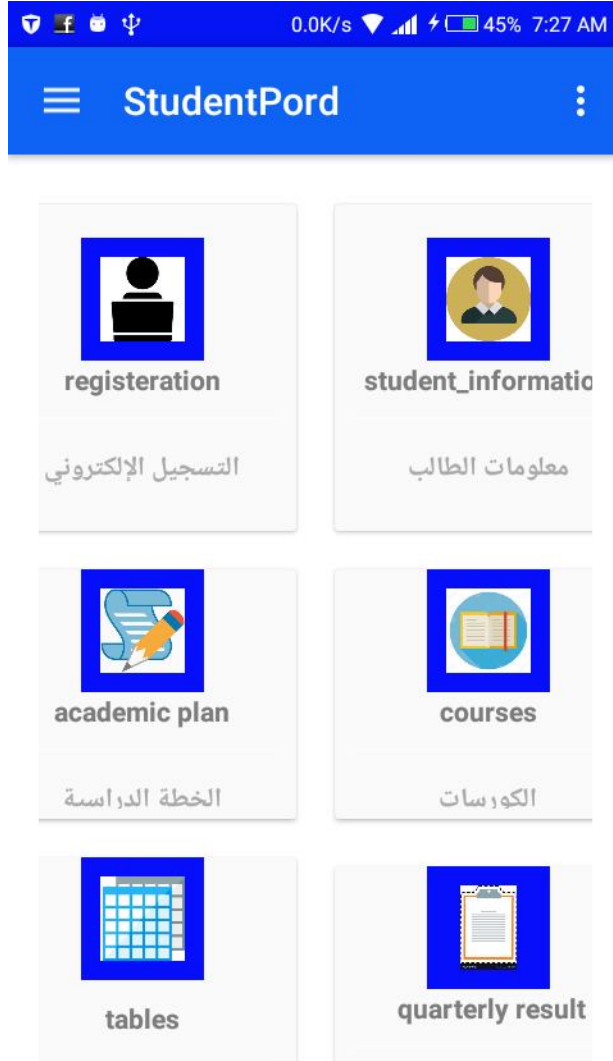 0.0K/s 45% 7:27 AM
StudentPord
registeration
التسجيل الإلكتروني
student_informatio
معلومات الطالب
academic plan
الخطة الدراسية
courses
الكورسات
tables
quarterly result